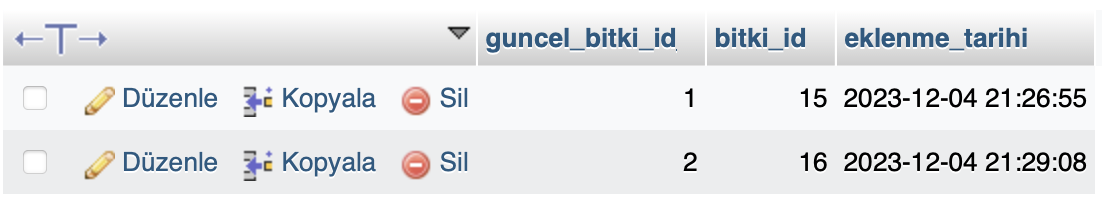 guncel_bitki_id bitki_id eklenme_tarihi
Düzenle Kopyala Sil 1 15 2023-12-04 21:26:55
Düzenle Kopyala Sil 2 16 2023-12-04 21:29:08